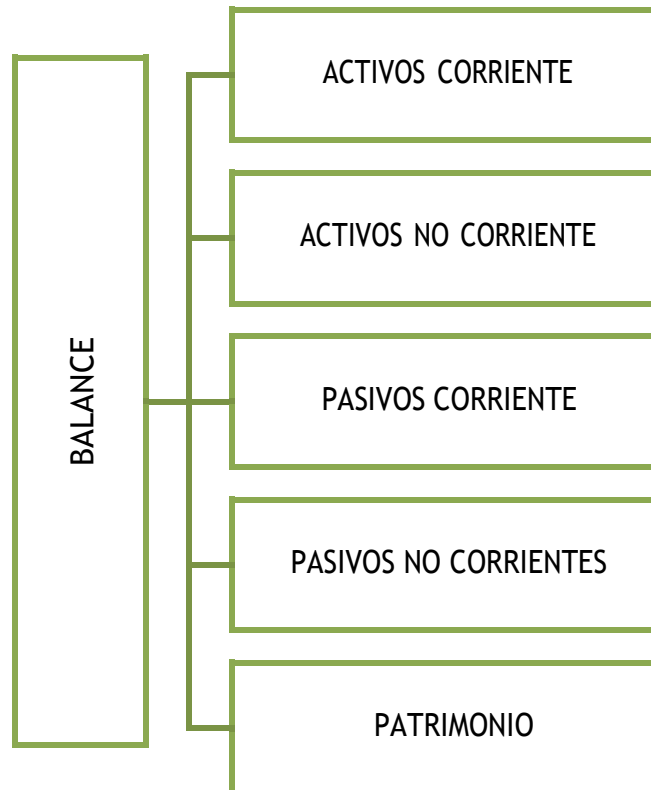 BALANCE
ACTIVOS CORRIENTE
ACTIVOS NO CORRIENTE
PASIVOS CORRIENTE
PASIVOS NO CORRIENTES
PATRIMONIO